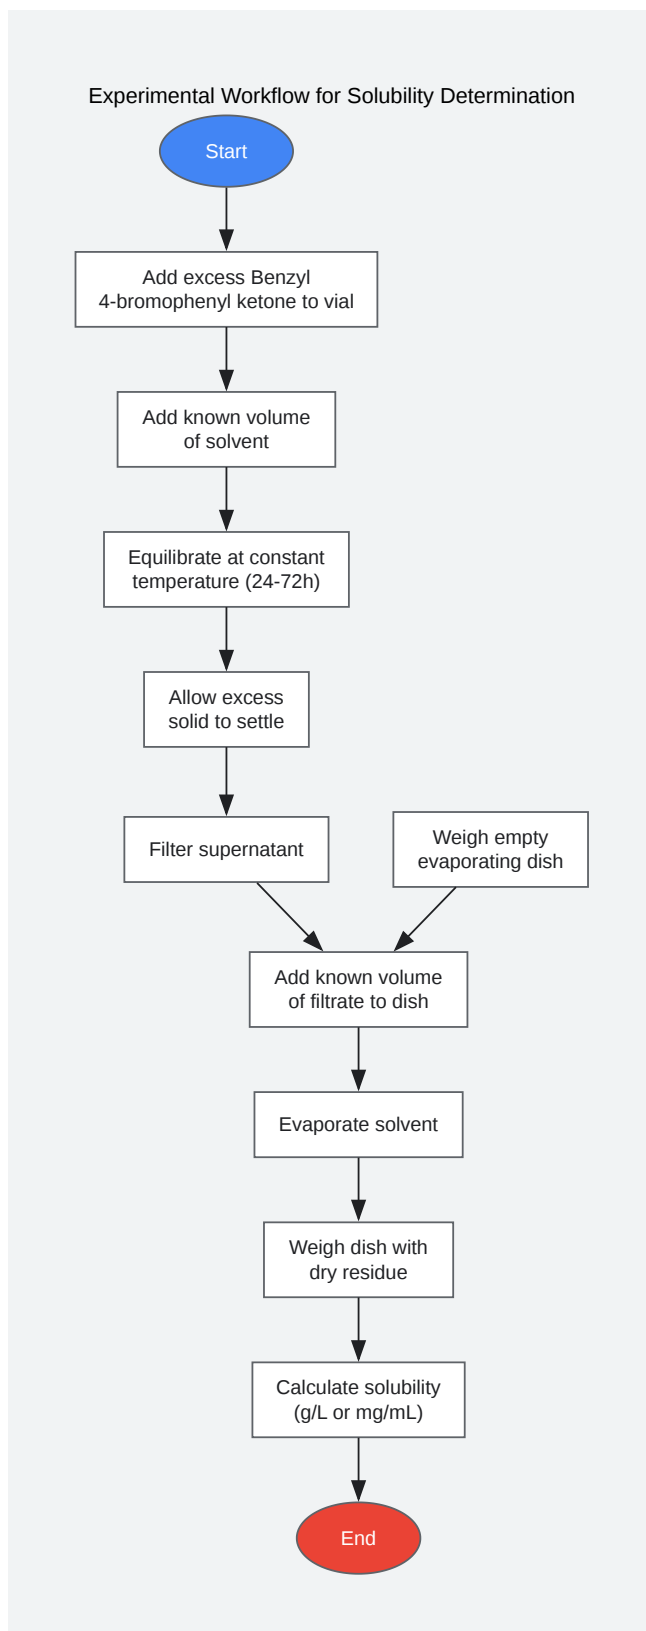 Experimental Workflow for Solubility Determination
Start
Add excess Benzyl
4-bromophenyl ketone to vial
Add known volume
of solvent
Equilibrate at constant
temperature (24-72h)
Allow excess
solid to settle
Filter supernatant
Weigh empty
evaporating dish
Add known volume
of filtrate to dish
Evaporate solvent
Weigh dish with
dry residue
Calculate solubility
(g/L or mg/mL)
End